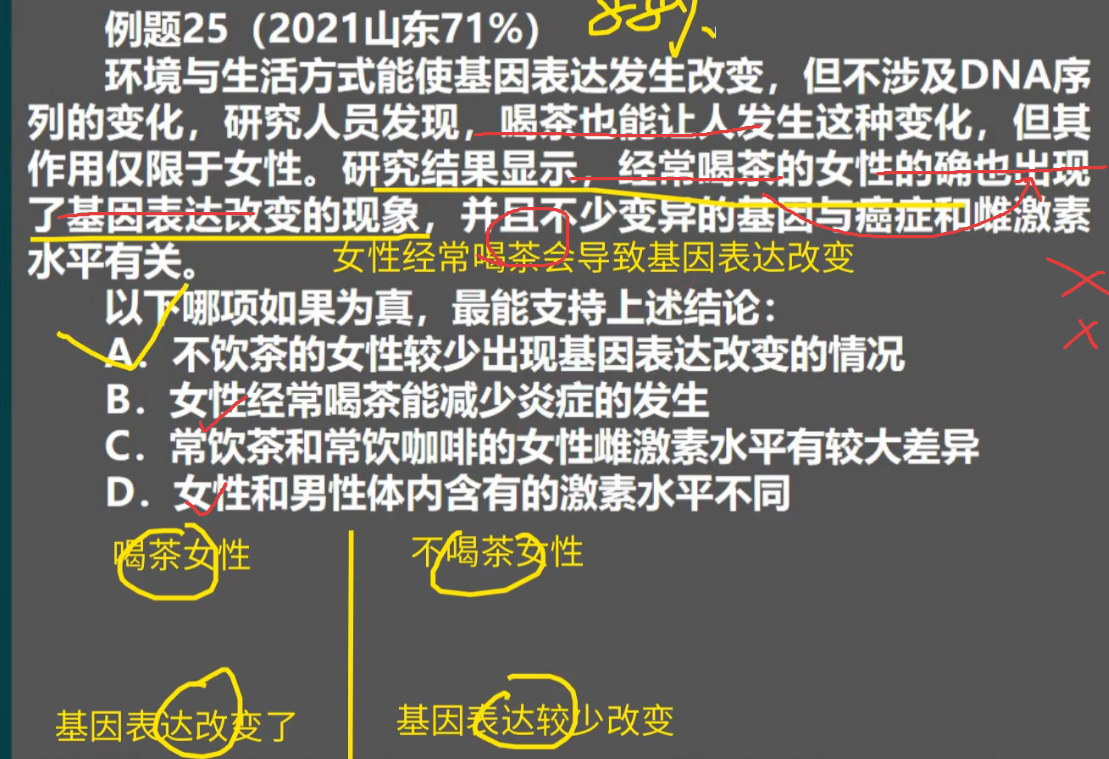 例题25（2021山东71%）
环境与生活方式能使基因表达发生改变，但不涉及DNA序
列的变化，研究人员发现，喝茶也能让人发生这种变化，但其
作用仅限于女性。研究结果显示，经常喝茶的女性的确也出现
了基因表达改变的现象，并且不少变异的基因与癌症和雌激素
水平有关。
女性经常喝茶会导致基因表达改变
以下哪项如果为真，最能支持上述结论：
A．不饮茶的女性较少出现基因表达改变的情况
B．女性经常喝茶能减少炎症的发生
C．常饮茶和常饮咖啡的女性雌激素水平有较大差异
D．女性和男性体内含有的激素水平不同
喝茶女性 不喝茶女性
基因表达改变了 基因表达较少改变